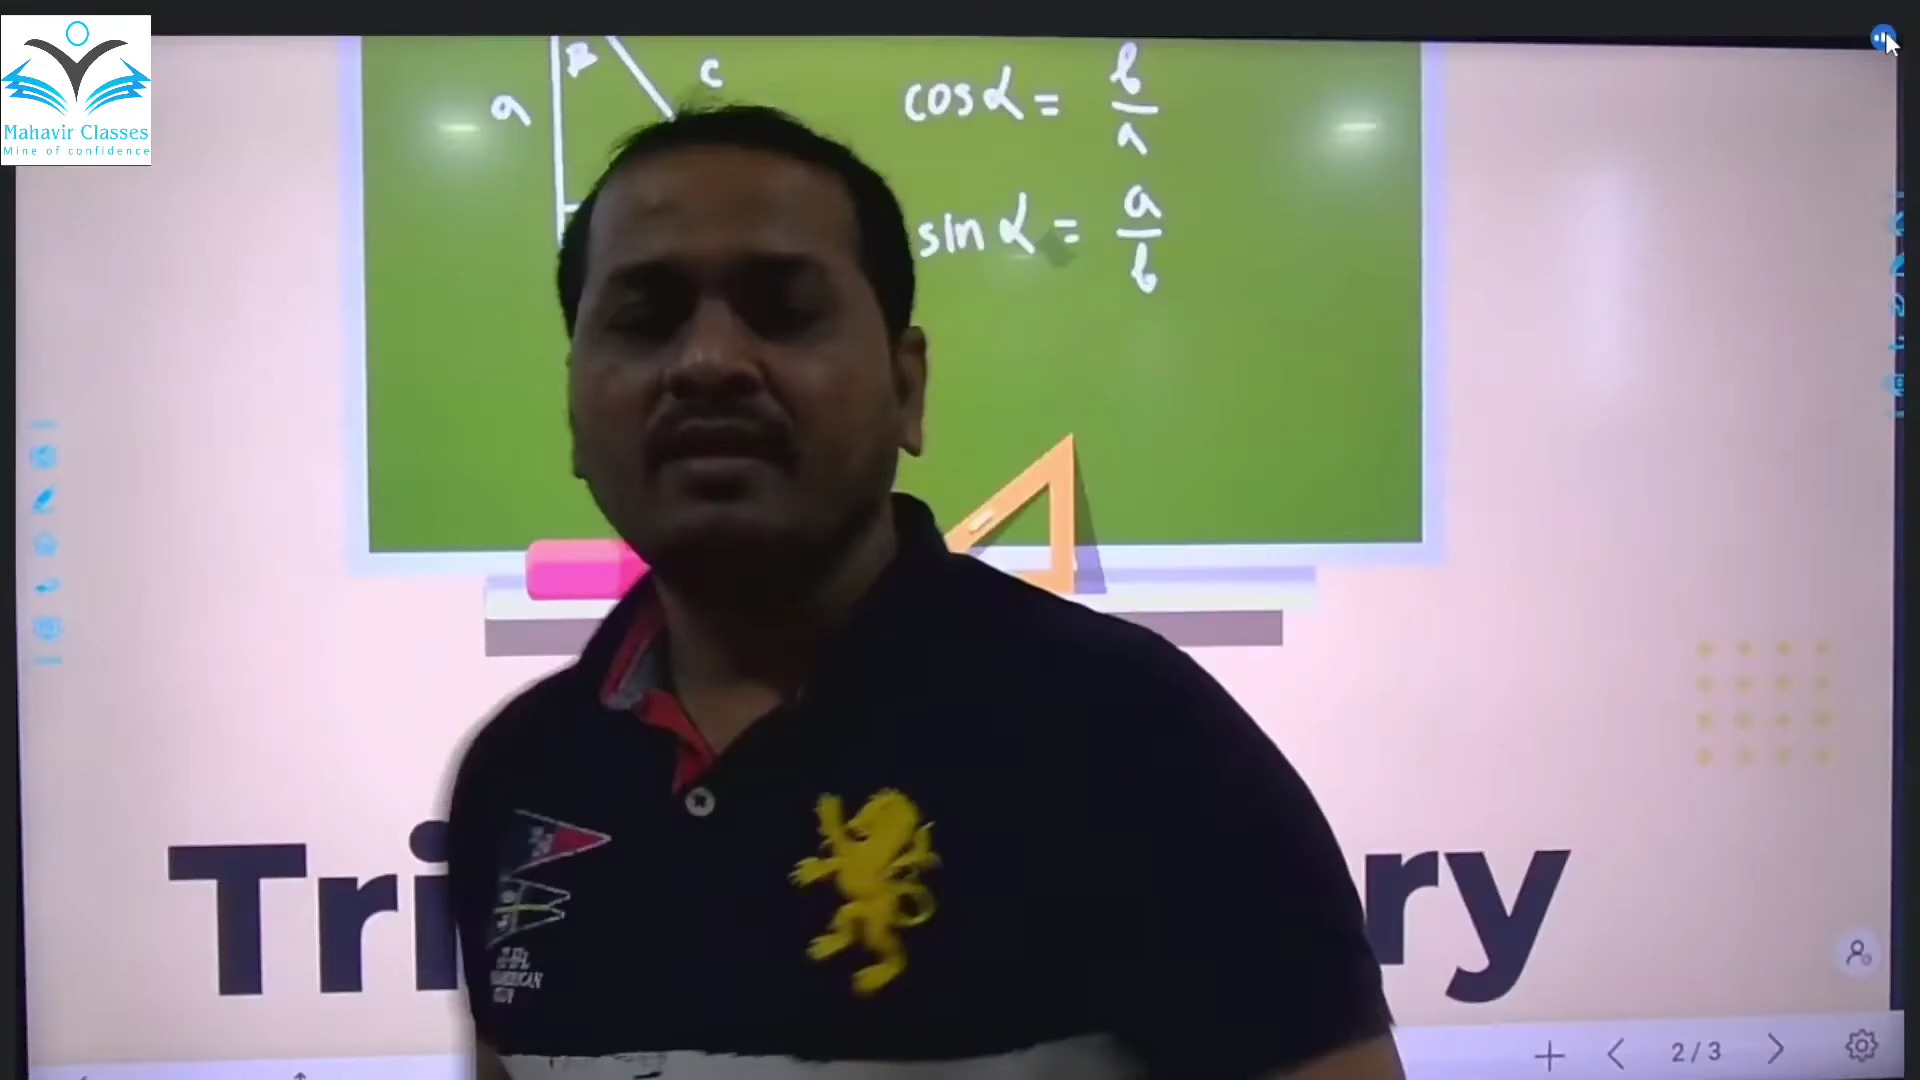 Mahavir Classes
Mine of confidence
a
c
cos α = b/a
sin α = a/b
Tri
ry
2/3